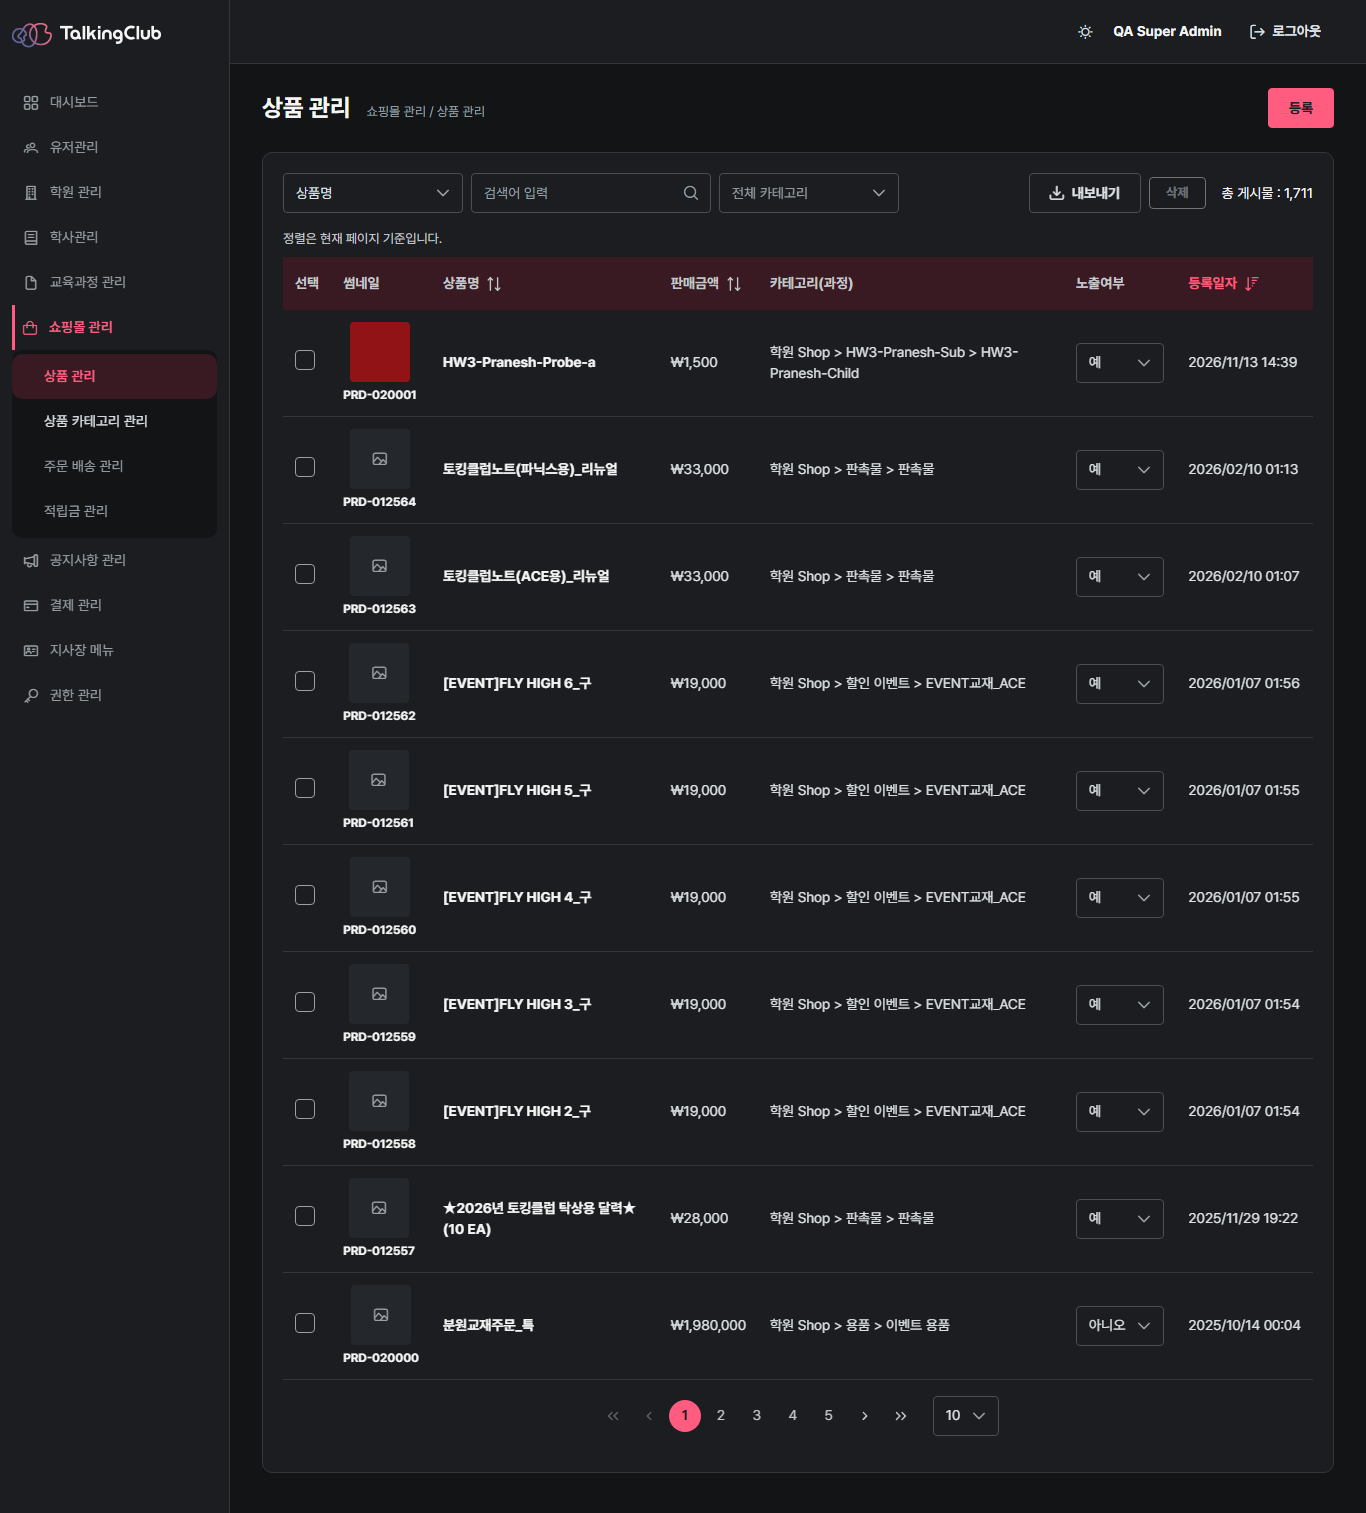 TalkingClub
QA Super Admin
로그아웃
대시보드
유저관리
학원 관리
학사관리
교육과정 관리
쇼핑몰 관리
상품 관리
상품 카테고리 관리
주문 배송 관리
적립금 관리
공지사항 관리
결제 관리
지사장 메뉴
권한 관리
상품 관리 쇼핑몰 관리 / 상품 관리
등록
상품명 검색어 입력 전체 카테고리 내보내기 삭제 총 게시물 : 1,711
정렬은 현재 페이지 기준입니다.
선택 썸네일 상품명 판매금액 카테고리(과정) 노출여부 등록일자
HW3-Pranesh-Probe-a ₩1,500 학원 Shop > HW3-Pranesh-Sub > HW3-
Pranesh-Child 예 2026/11/13 14:39
PRD-020001
토킹클럽노트(파닉스용)_리뉴얼 ₩33,000 학원 Shop > 판촉물 > 판촉물 예 2026/02/10 01:13
PRD-012564
토킹클럽노트(ACE용)_리뉴얼 ₩33,000 학원 Shop > 판촉물 > 판촉물 예 2026/02/10 01:07
PRD-012563
[EVENT]FLY HIGH 6_구 ₩19,000 학원 Shop > 할인 이벤트 > EVENT교재_ACE 예 2026/01/07 01:56
PRD-012562
[EVENT]FLY HIGH 5_구 ₩19,000 학원 Shop > 할인 이벤트 > EVENT교재_ACE 예 2026/01/07 01:55
PRD-012561
[EVENT]FLY HIGH 4_구 ₩19,000 학원 Shop > 할인 이벤트 > EVENT교재_ACE 예 2026/01/07 01:55
PRD-012560
[EVENT]FLY HIGH 3_구 ₩19,000 학원 Shop > 할인 이벤트 > EVENT교재_ACE 예 2026/01/07 01:54
PRD-012559
[EVENT]FLY HIGH 2_구 ₩19,000 학원 Shop > 할인 이벤트 > EVENT교재_ACE 예 2026/01/07 01:54
PRD-012558
★2026년 토킹클럽 탁상용 달력★
(10 EA) ₩28,000 학원 Shop > 판촉물 > 판촉물 예 2025/11/29 19:22
PRD-012557
분원교재주문_특 ₩1,980,000 학원 Shop > 용품 > 이벤트 용품 아니오 2025/10/14 00:04
PRD-020000
« ‹ 1 2 3 4 5 › » 10